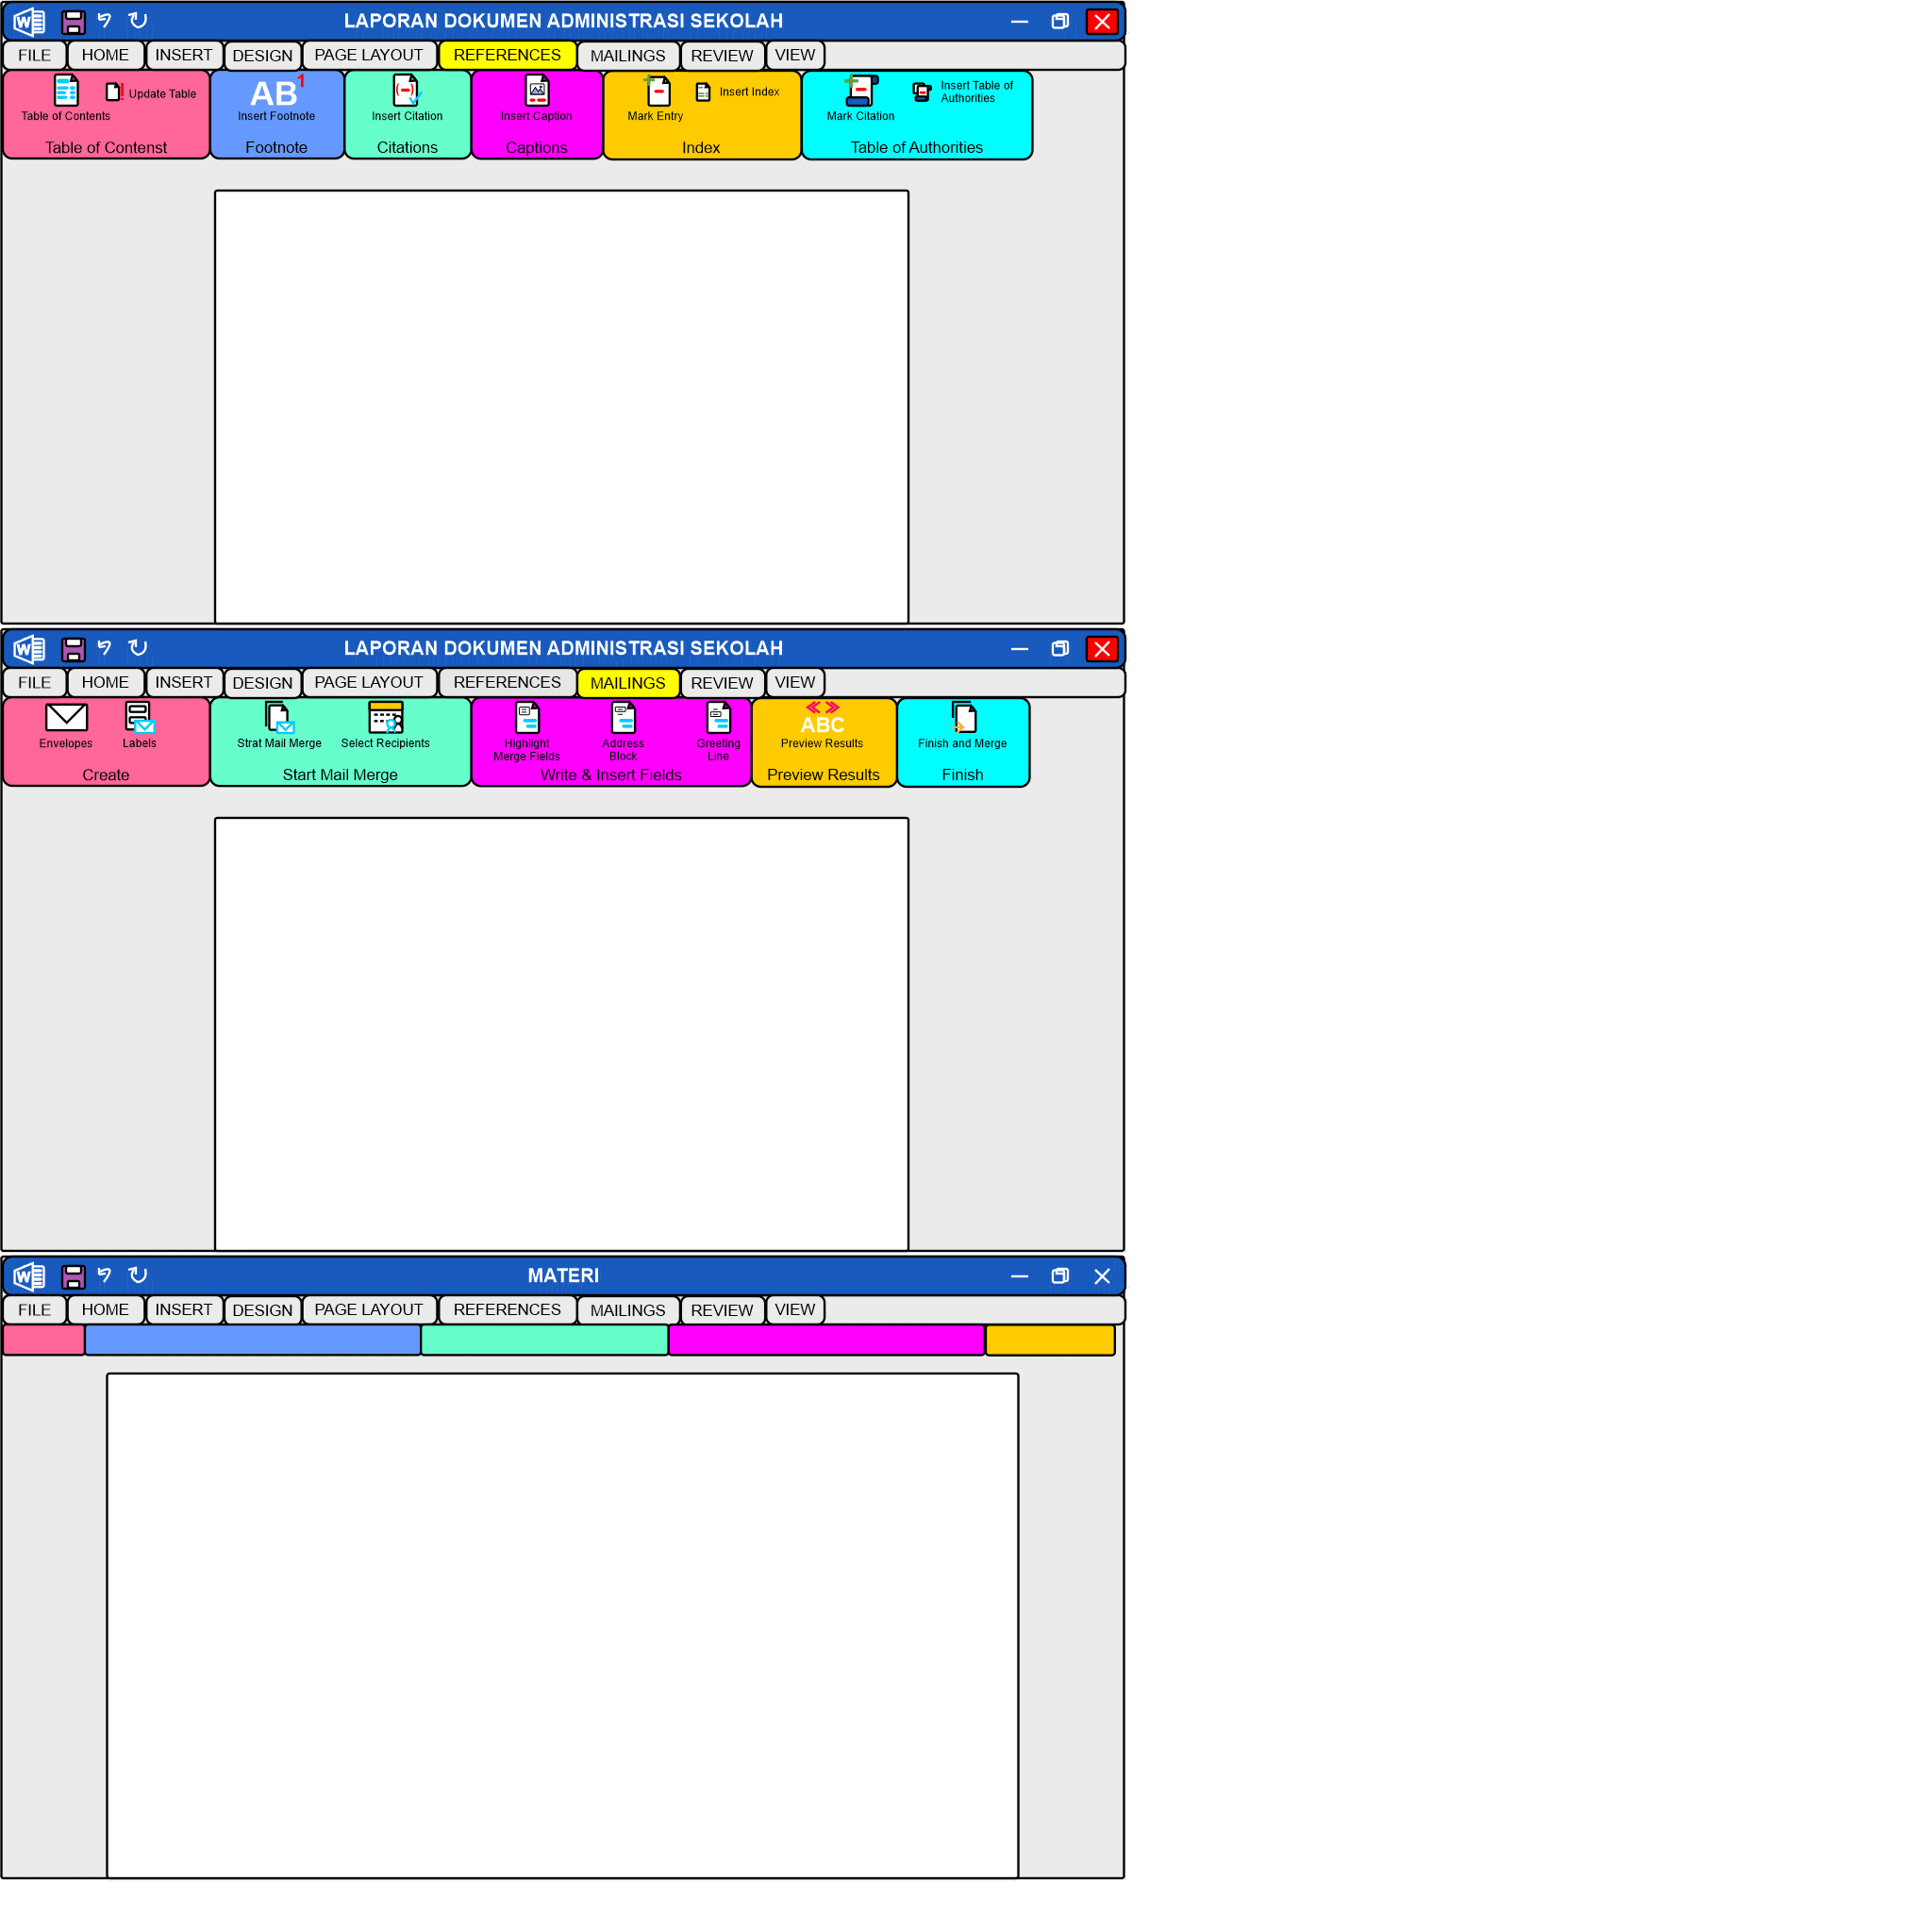 W LAPORAN DOKUMEN ADMINISTRASI SEKOLAH
FILE HOME INSERT DESIGN PAGE LAYOUT REFERENCES MAILINGS REVIEW VIEW
Table of Contents Update Table
Table of Contenst
AB1
Insert Footnote
Footnote
Insert Citation
Citations
Insert Caption
Captions
Mark Entry Insert Index
Index
Mark Citation Insert Table of
Authorities
Table of Authorities
W LAPORAN DOKUMEN ADMINISTRASI SEKOLAH
FILE HOME INSERT DESIGN PAGE LAYOUT REFERENCES MAILINGS REVIEW VIEW
Envelopes Labels
Create
Strat Mail Merge Select Recipients
Start Mail Merge
Highlight
Merge Fields
Address
Block
Greeting
Line
Write & Insert Fields
ABC
Preview Results
Preview Results
Finish and Merge
Finish
W MATERI
FILE HOME INSERT DESIGN PAGE LAYOUT REFERENCES MAILINGS REVIEW VIEW